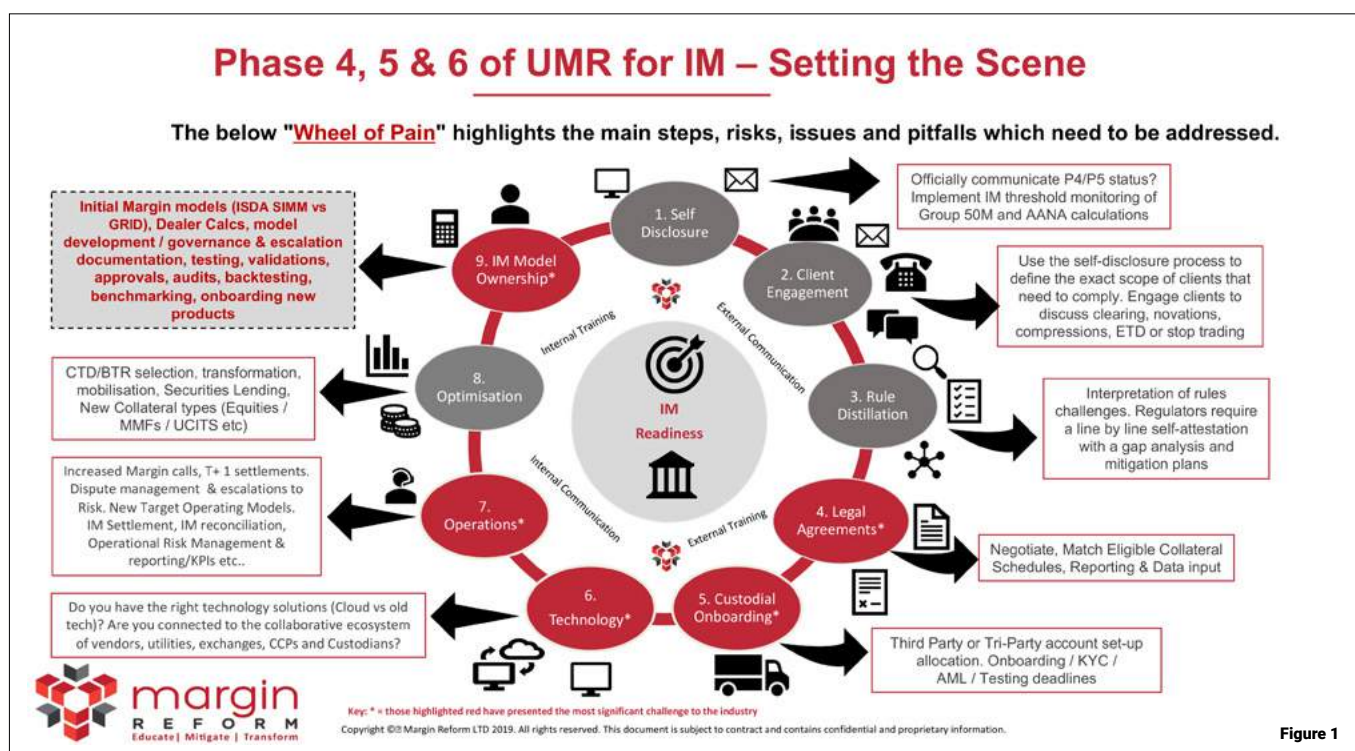 Phase 4, 5 & 6 of UMR for IM – Setting the Scene
The below "Wheel of Pain" highlights the main steps, risks, issues and pitfalls which need to be addressed.
1. Self
Disclosure
Officially communicate P4/P5 status?
Implement IM threshold monitoring of
Group 50M and AANA calculations
2. Client
Engagement
Use the self-disclosure process to
define the exact scope of clients that
need to comply. Engage clients to
discuss clearing, novations,
compressions, ETD or stop trading
3. Rule
Distillation
Interpretation of rules
challenges. Regulators require
a line by line self-attestation
with a gap analysis and
mitigation plans
4. Legal
Agreements*
Negotiate, Match Eligible Collateral
Schedules, Reporting & Data input
5. Custodial
Onboarding*
Third Party or Tri-Party account set-up
allocation. Onboarding / KYC /
AML / Testing deadlines
6.
Technology*
Do you have the right technology solutions (Cloud vs old
tech)? Are you connected to the collaborative ecosystem
of vendors, utilities, exchanges, CCPs and Custodians?
7.
Operations*
Increased Margin calls, T+ 1 settlements.
Dispute management & escalations to
Risk. New Target Operating Models.
IM Settlement, IM reconciliation,
Operational Risk Management &
reporting/KPIs etc..
8.
Optimisation
CTD/BTR selection, transformation,
mobilisation, Securities Lending,
New Collateral types (Equities /
MMFs / UCITS etc)
9. IM Model
Ownership*
Initial Margin models (ISDA SIMM vs
GRID), Dealer Calcs, model
development / governance & escalation
documentation, testing, validations,
approvals, audits, backtesting,
benchmarking, onboarding new
products
Internal Training
External Communication
IM
Readiness
Internal Communication
External Training
margin
REFORM
Educate| Mitigate | Transform
Key: * = those highlighted red have presented the most significant challenge to the industry
Copyright © Margin Reform LTD 2019. All rights reserved. This document is subject to contract and contains confidential and proprietary information.
Figure 1